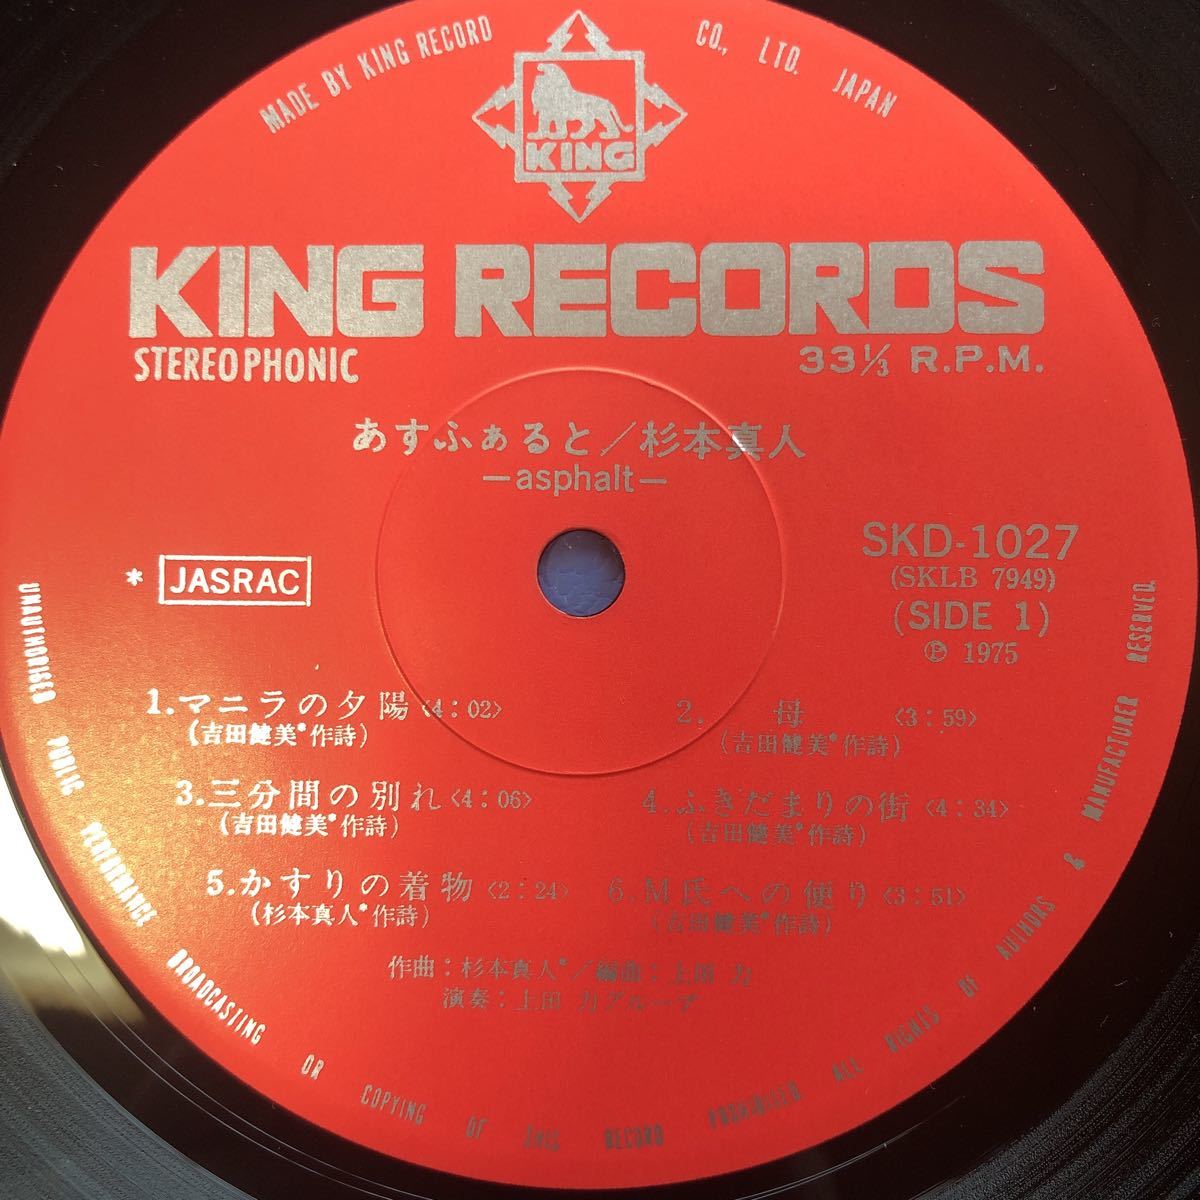 MADE BY KING RECORD CO., LTD. JAPAN
KING
KING RECORDS
STEREOPHONIC
33⅓ R.P.M.
あすふぁると／杉本真人
—asphalt—
SKD-1027
(SKLB 7949)
* JASRAC
(SIDE 1)
Ⓟ 1975
1.マニラの夕陽〈4:02〉
(吉田健美*作詩)
2. 母 〈3:59〉
(吉田健美*作詩)
3.三分間の別れ〈4:06〉
(吉田健美*作詩)
4.ふきだまりの街〈4:34〉
(吉田健美*作詩)
5.かすりの着物〈2:24〉
(杉本真人*作詩)
6.M氏への便り〈3:51〉
(吉田健美*作詩)
作曲:杉本真人*／編曲:上田 力
演奏:上田 力グループ
UNAUTHORISED PUBLIC PERFORMANCE BROADCASTING OR COPYING OF THIS RECORD PROHIBITED. ALL RIGHTS OF AUTHORS & MANUFACTURER RESERVED.